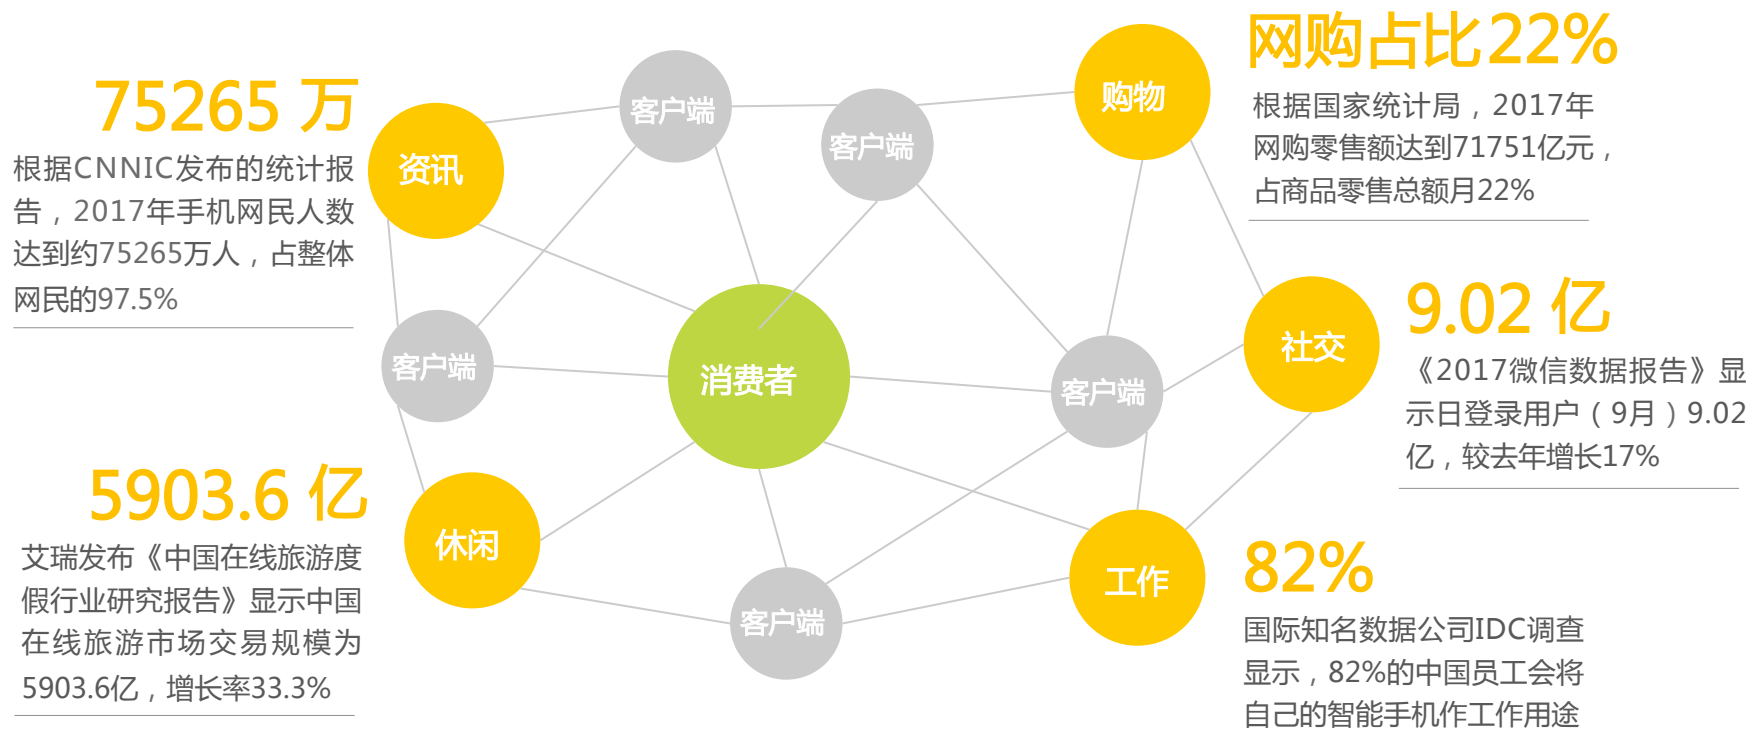 75265 万
根据CNNIC发布的统计报
告，2017年手机网民人数
达到约75265万人，占整体
网民的97.5%
5903.6 亿
艾瑞发布《中国在线旅游度
假行业研究报告》显示中国
在线旅游市场交易规模为
5903.6亿，增长率33.3%
资讯
客户端
客户端
购物
客户端
消费者
客户端
社交
休闲
客户端
工作
网购占比22%
根据国家统计局，2017年
网购零售额达到71751亿元，
占商品零售总额月22%
9.02 亿
《2017微信数据报告》显
示日登录用户（9月）9.02
亿，较去年增长17%
82%
国际知名数据公司IDC调查
显示，82%的中国员工会将
自己的智能手机作工作用途